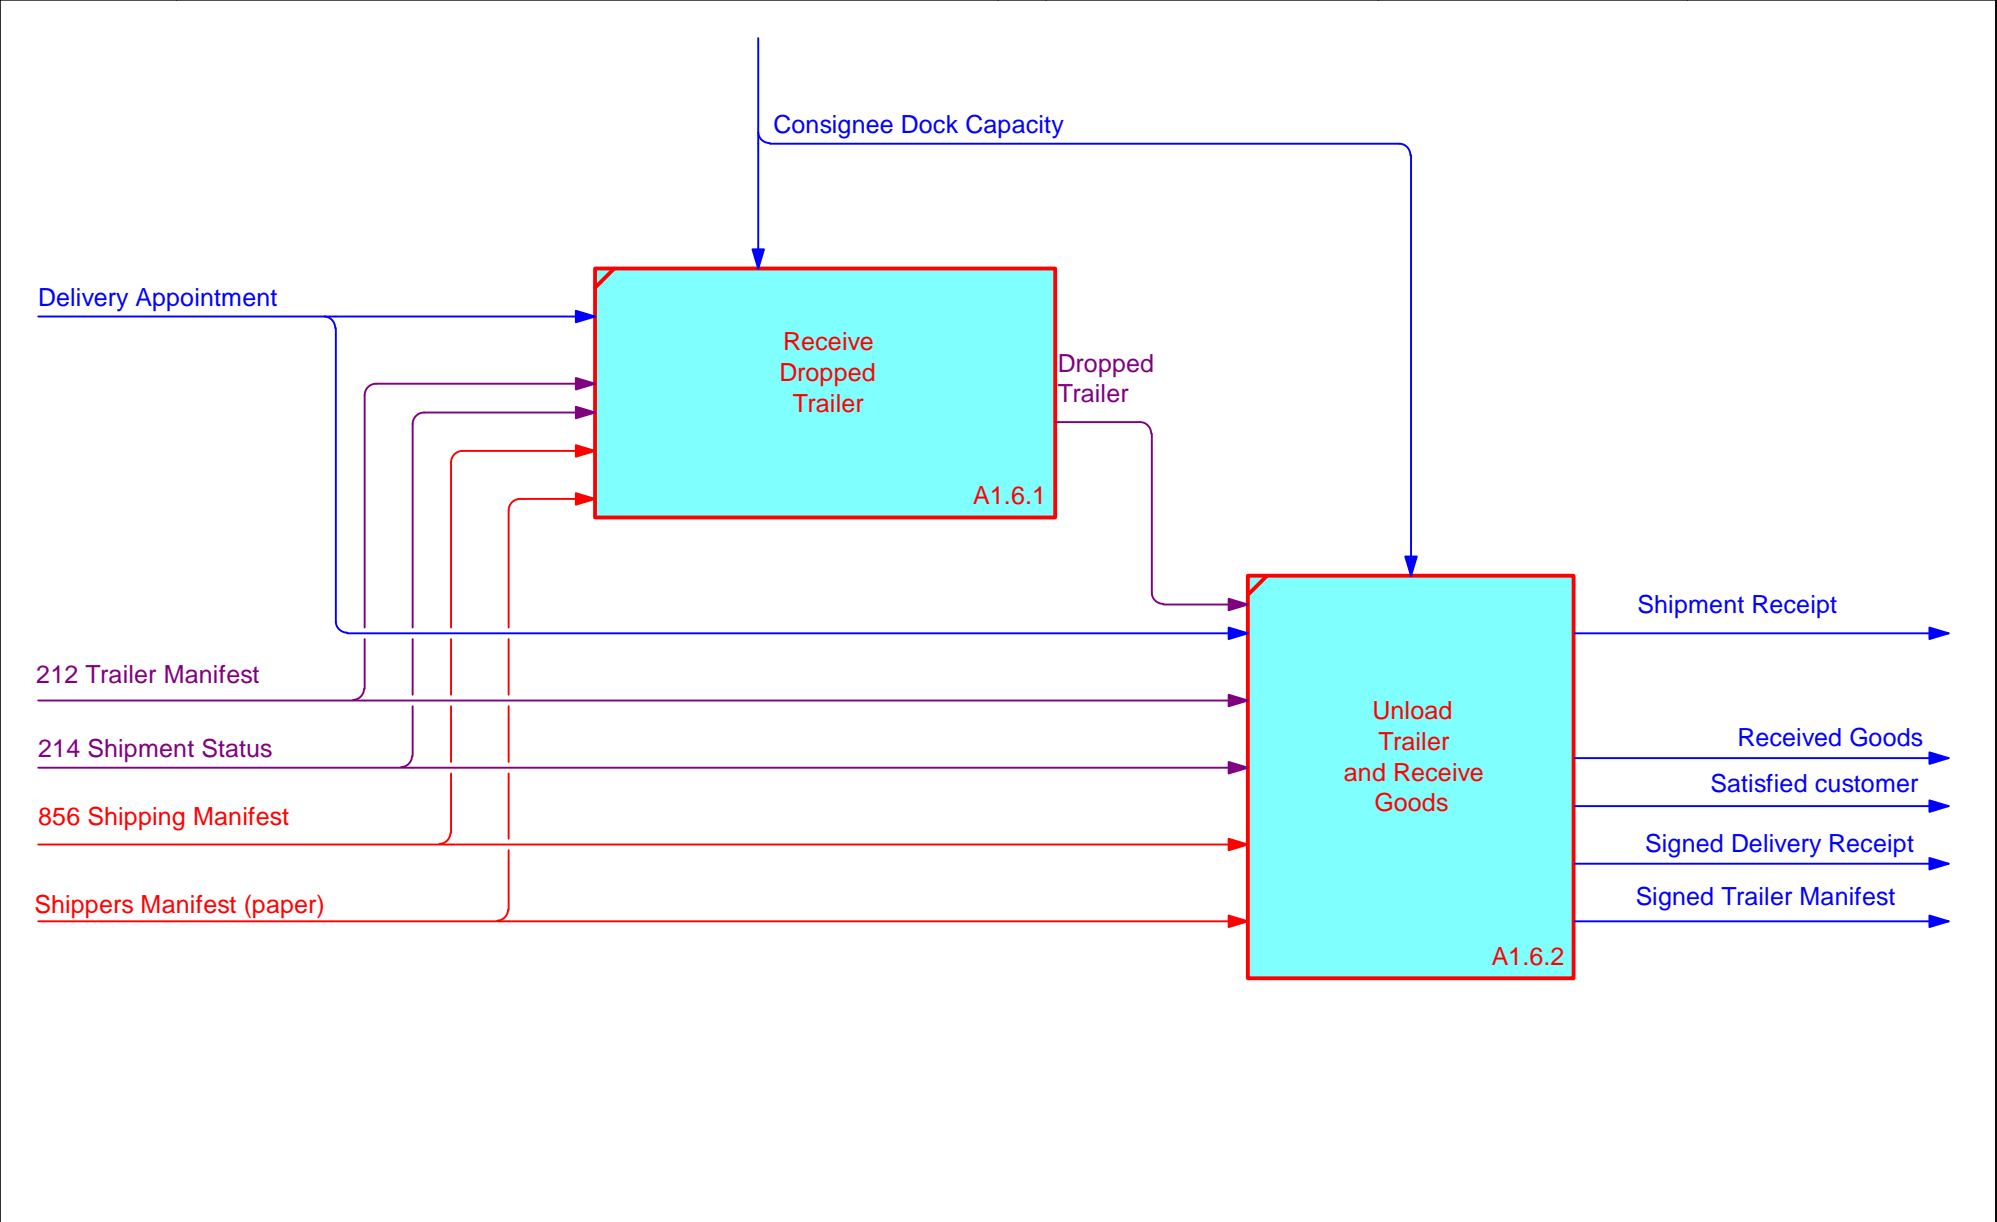 Consignee Dock Capacity
Delivery Appointment
Receive
Dropped
Trailer
A1.6.1
Dropped
Trailer
212 Trailer Manifest
214 Shipment Status
856 Shipping Manifest
Shippers Manifest (paper)
Unload
Trailer
and Receive
Goods
A1.6.2
Shipment Receipt
Received Goods
Satisfied customer
Signed Delivery Receipt
Signed Trailer Manifest